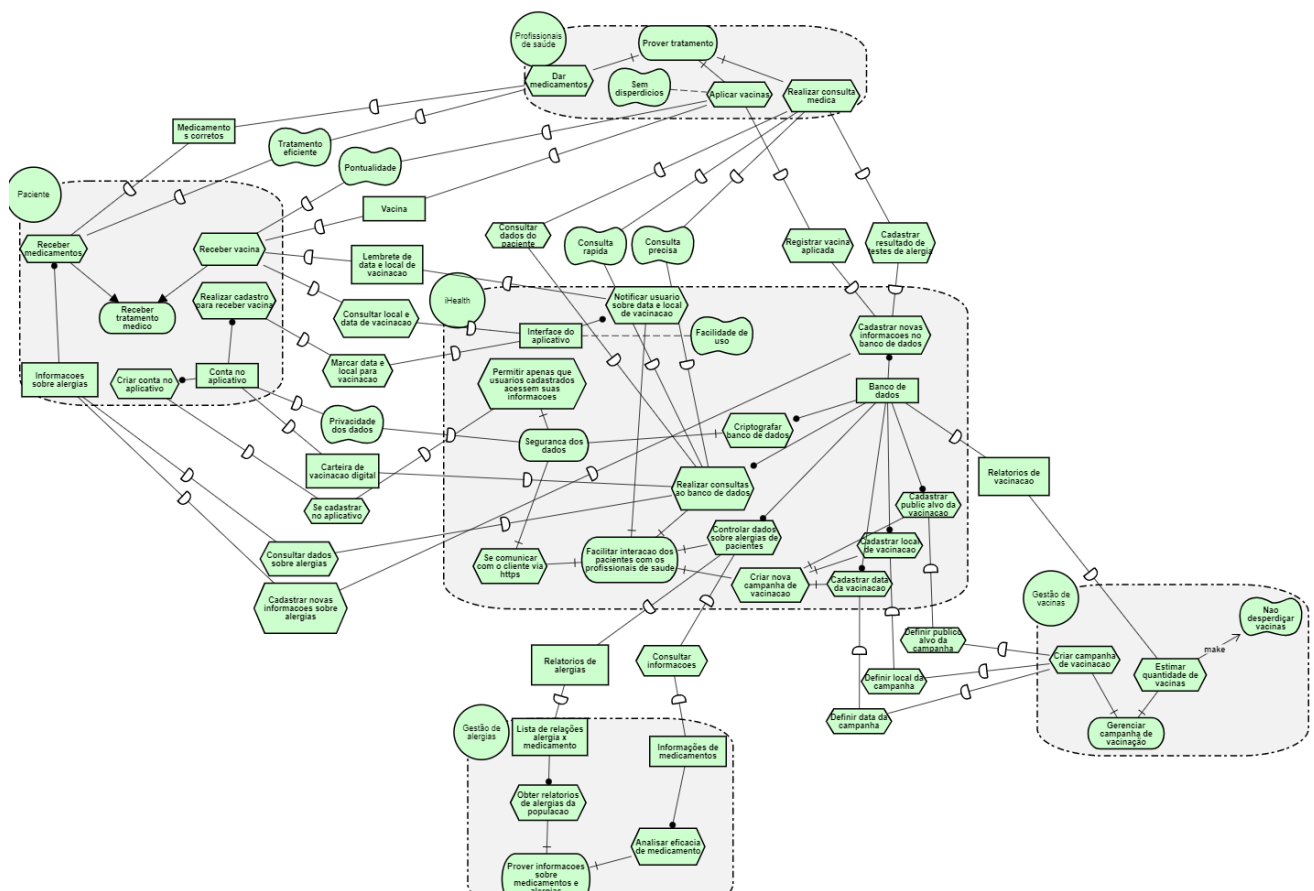 Profissionais
de saúde
Prover tratamento
Dar
medicamentos
Sem
disperdicios
Aplicar vacinas
Realizar consulta
medica
Medicamento
s corretos
Tratamento
eficiente
Pontualidade
Paciente
Vacina
Receber
medicamentos
Receber vacina
Lembrete de
data e local de
vacinacao
Realizar cadastro
para receber vacina
Receber
tratamento
medico
Consultar local e
data de vacinacao
Marcar data e
local para
vacinacao
Informacoes
sobre alergias
Criar conta no
aplicativo
Conta no
aplicativo
Privacidade
dos dados
Carteira de
vacinacao digital
Se cadastrar
no aplicativo
Consultar dados
sobre alergias
Cadastrar novas
informacoes sobre
alergias
Consultar
dados do
paciente
Consulta
rapida
Consulta
precisa
Registrar vacina
aplicada
Cadastrar
resultado de
testes de alergia
iHealth
Notificar usuario
sobre data e local
de vacinacao
Interface do
aplicativo
Facilidade de
uso
Cadastrar novas
informacoes no
banco de dados
Permitir apenas que
usuarios cadastrados
acessem suas
informacoes
Banco de
dados
Seguranca dos
dados
Criptografar
banco de dados
Realizar consultas
ao banco de dados
Relatorios de
vacinacao
Cadastrar
public alvo da
vacinacao
Controlar dados
sobre alergias de
pacientes
Cadastrar local
de vacinacao
Se comunicar
com o cliente via
https
Facilitar interacao dos
pacientes com os
profissionais de saude
Criar nova
campanha de
vacinacao
Cadastrar data
da vacinacao
Gestão de
vacinas
Nao
desperdiçar
vacinas
make
Definir publico
alvo da
campanha
Criar campanha
de vacinacao
Estimar
quantidade de
vacinas
Definir local da
campanha
Definir data da
campanha
Gerenciar
campanha de
vacinação
Relatorios de
alergias
Consultar
informacoes
Gestão de
alergias
Lista de relações
alergia x
medicamento
Informações de
medicamentos
Obter relatorios
de alergias da
populacao
Analisar eficacia
de medicamento
Prover informacoes
sobre
medicamentos e
alergias